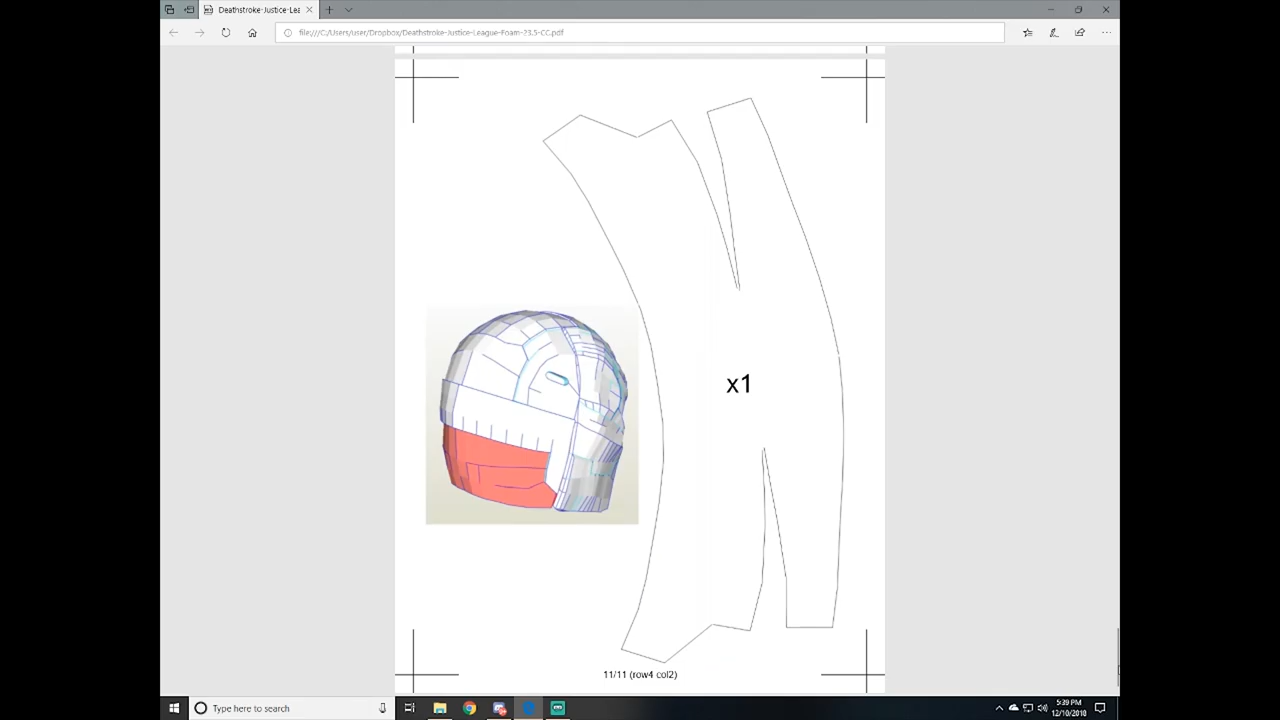 Deathstroke-Justice-Lea
file:///C:/Users/user/Dropbox/Deathstroke-Justice-League-Foam-23.5-CC.pdf
x1
11/11 (row4 col2)
Type here to search
5:39 PM
12/10/2018